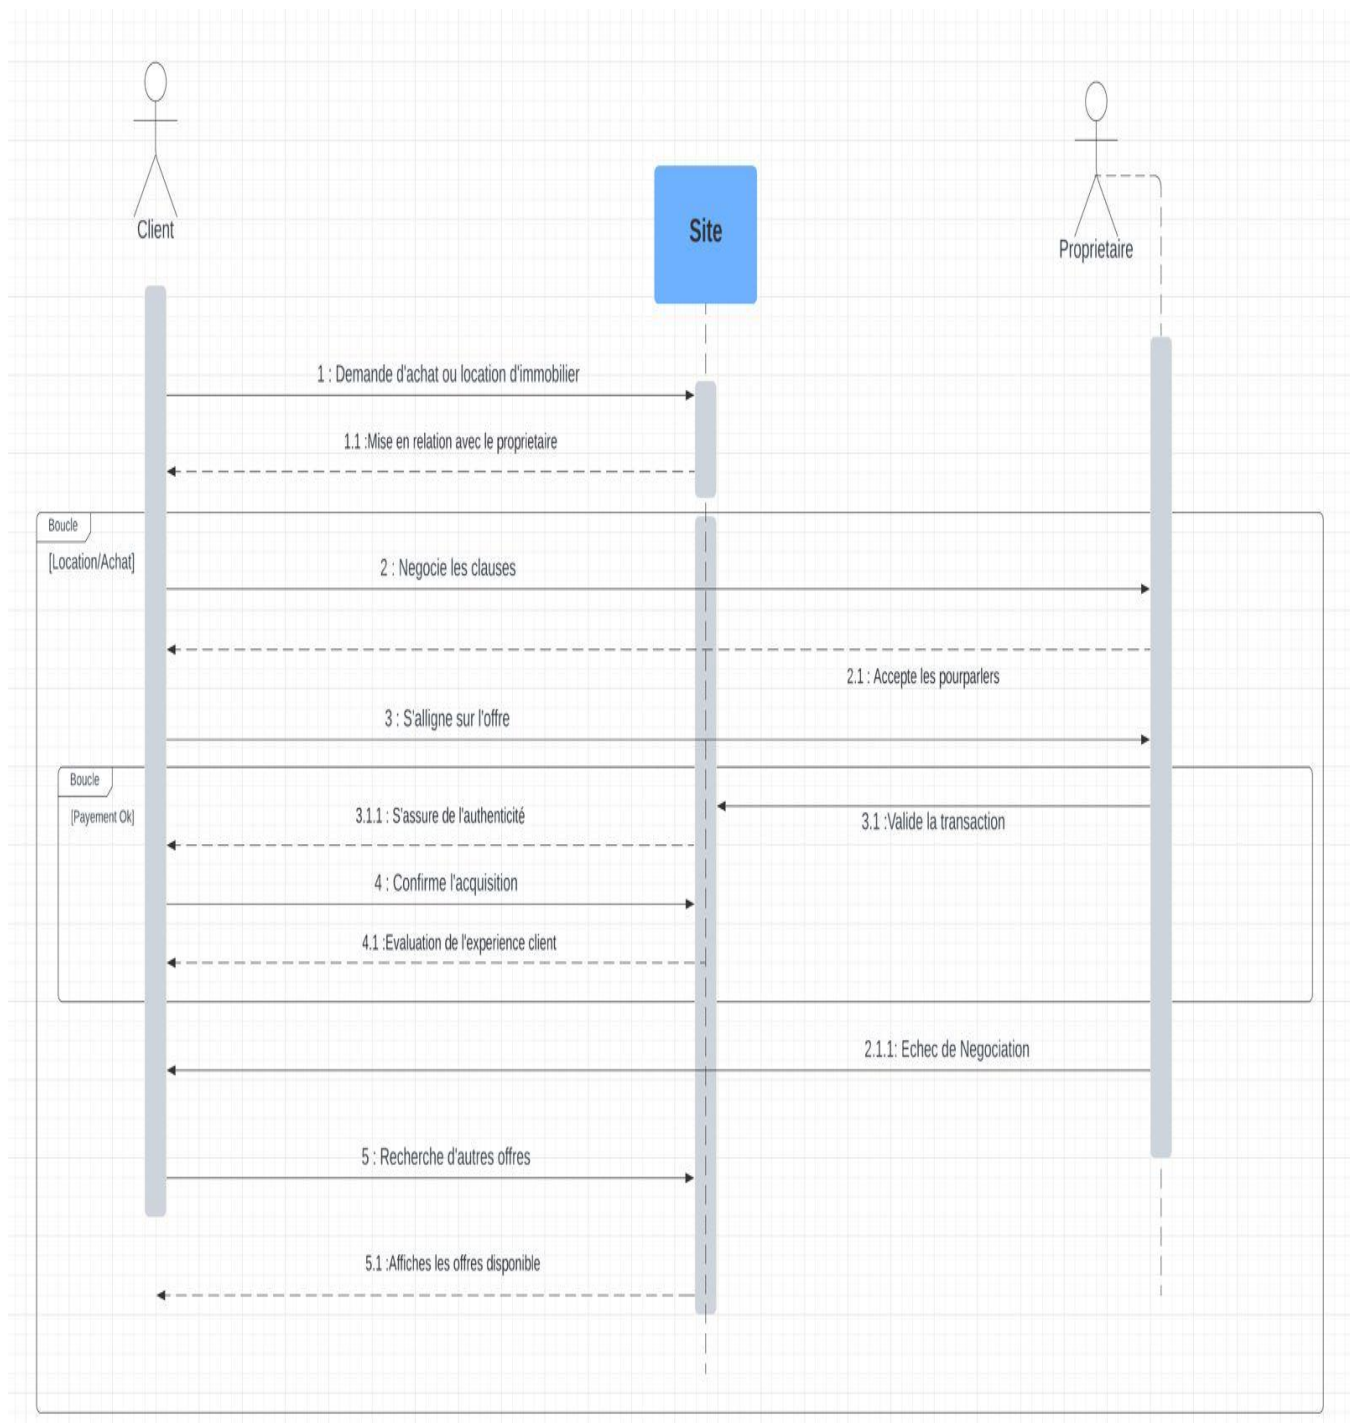 Client
Site
Proprietaire
1 : Demande d'achat ou location d'immobilier
1.1 :Mise en relation avec le proprietaire
Boucle
[Location/Achat]
2 : Negocie les clauses
2.1 : Accepte les pourparlers
3 : S'alligne sur l'offre
Boucle
[Payement Ok]
3.1 :Valide la transaction
3.1.1 : S'assure de l'authenticité
4 : Confirme l'acquisition
4.1 :Evaluation de l'experience client
2.1.1: Echec de Negociation
5 : Recherche d'autres offres
5.1 :Affiches les offres disponible